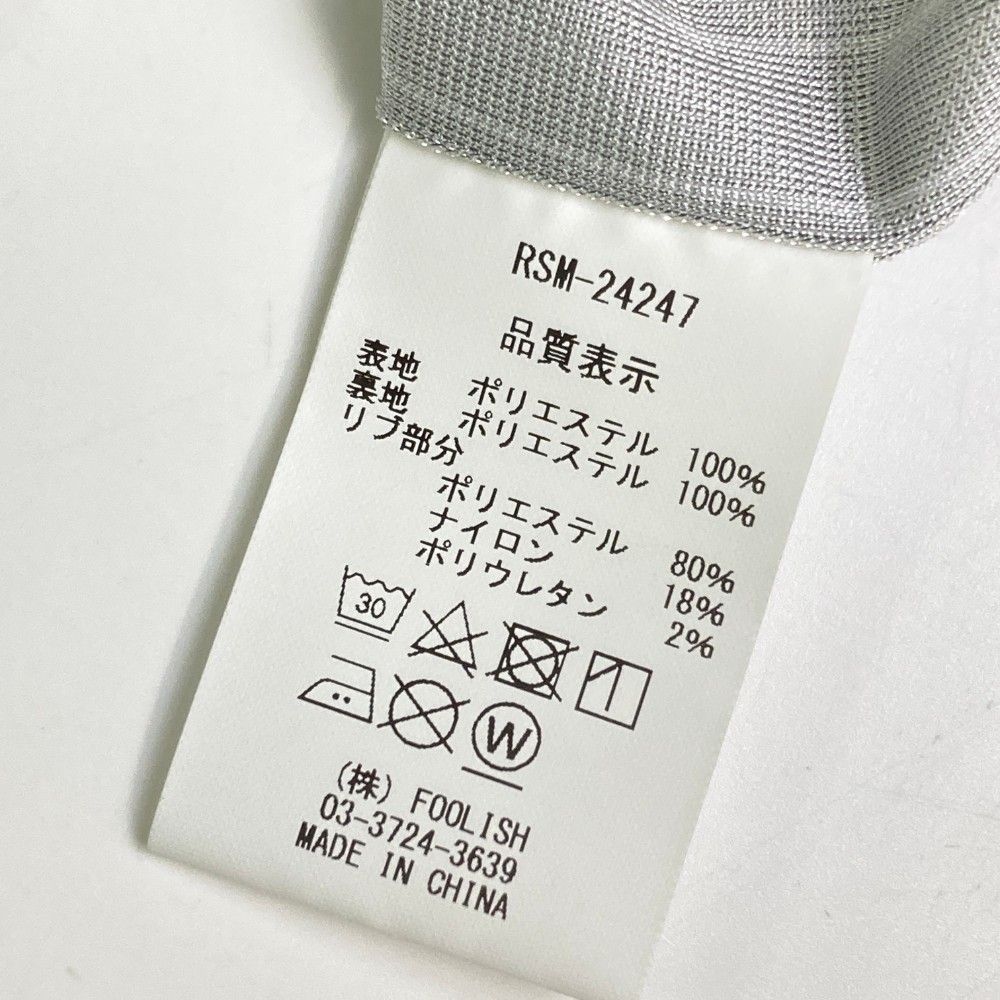 RSM-24247
品質表示
表地 ポリエステル 100%
裏地 ポリエステル 100%
リブ部分
ポリエステル 80%
ナイロン 18%
ポリウレタン 2%
30
W
(株) FOOLISH
03-3724-3639
MADE IN CHINA